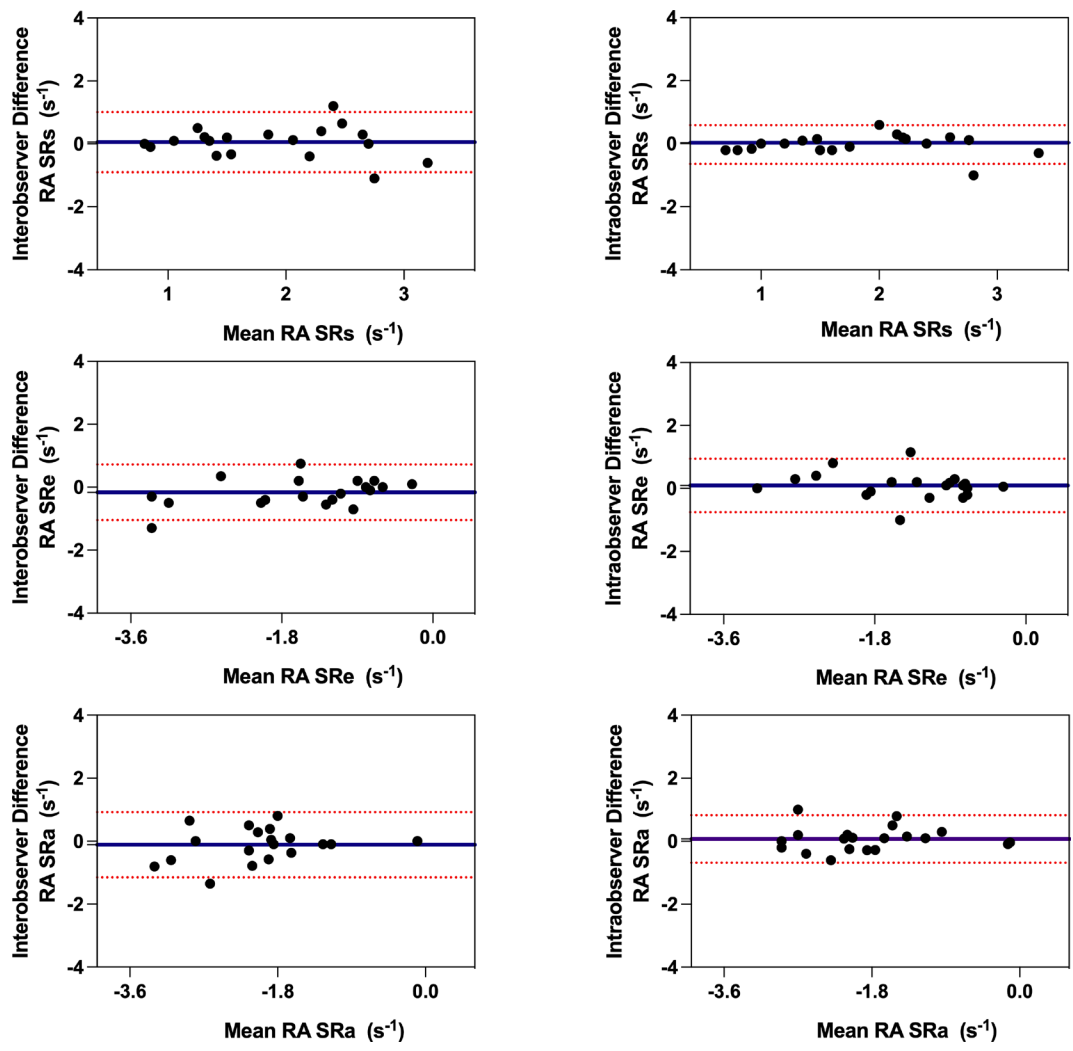 Interobserver Difference
RA SRs (s-1)
4
2
0
-2
-4
1
2
3
Mean RA SRs (s-1)
Intraobserver Difference
RA SRs (s-1)
4
2
0
-2
-4
1
2
3
Mean RA SRs (s-1)
Interobserver Difference
RA SRe (s-1)
4
2
0
-2
-4
-3.6
-1.8
0.0
Mean RA SRe (s-1)
Intraobserver Difference
RA SRe (s-1)
4
2
0
-2
-4
-3.6
-1.8
0.0
Mean RA SRe (s-1)
Interobserver Difference
RA SRa (s-1)
4
2
0
-2
-4
-3.6
-1.8
0.0
Mean RA SRa (s-1)
Intraobserver Difference
RA SRa (s-1)
4
2
0
-2
-4
-3.6
-1.8
0.0
Mean RA SRa (s-1)